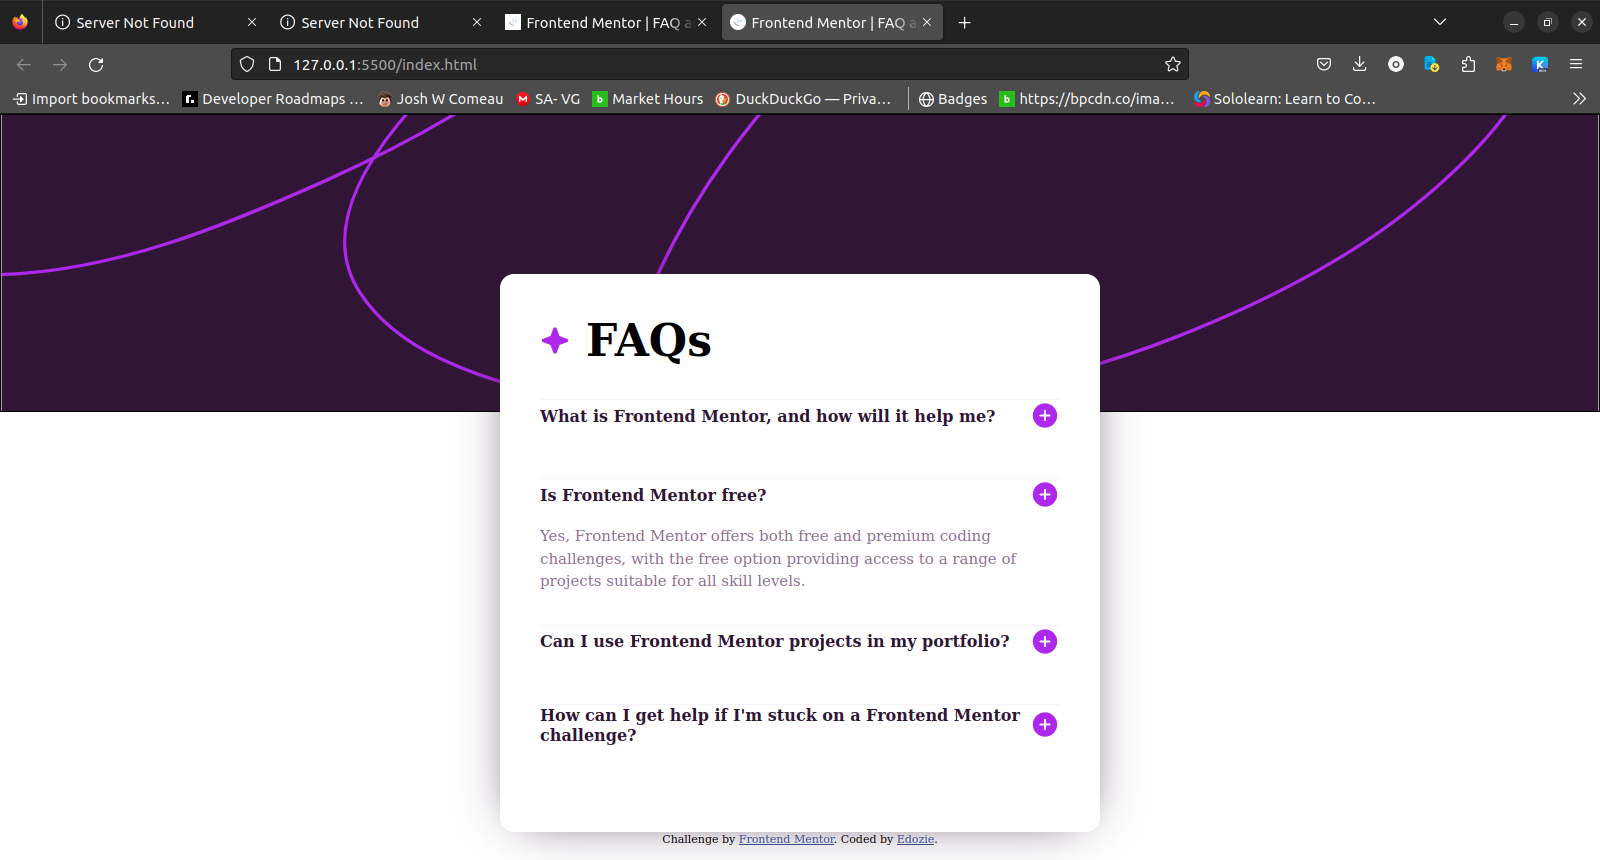 Server Not Found
Server Not Found
Frontend Mentor | FAQ a
Frontend Mentor | FAQ a
127.0.0.1:5500/index.html
Import bookmarks...
Developer Roadmaps ...
Josh W Comeau
SA- VG
Market Hours
DuckDuckGo — Priva...
Badges
https://bpcdn.co/ima...
Sololearn: Learn to Co...
FAQs
What is Frontend Mentor, and how will it help me?
Is Frontend Mentor free?
Yes, Frontend Mentor offers both free and premium coding
challenges, with the free option providing access to a range of
projects suitable for all skill levels.
Can I use Frontend Mentor projects in my portfolio?
How can I get help if I'm stuck on a Frontend Mentor
challenge?
Challenge by Frontend Mentor. Coded by Edozie.